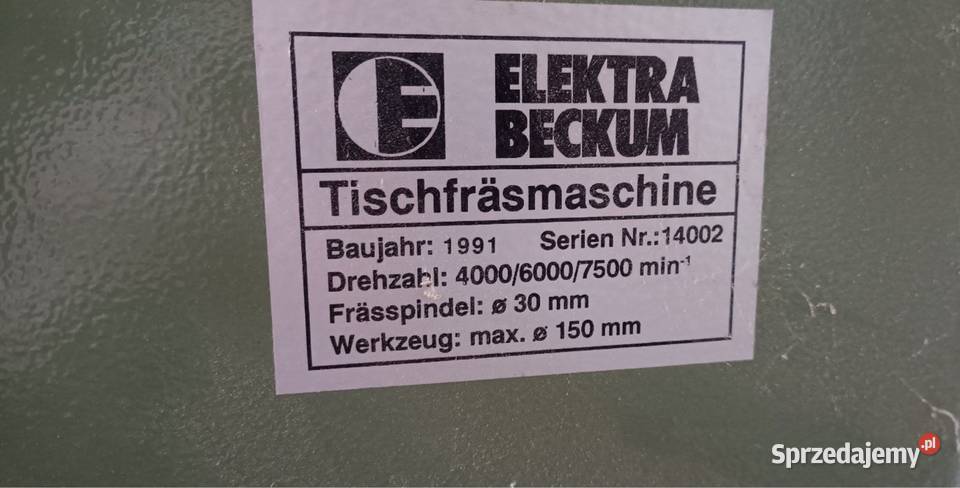 E
ELEKTRA
BECKUM
Tischfräsmaschine
Baujahr: 1991 Serien Nr.:14002
Drehzahl: 4000/6000/7500 min-¹
Frässpindel: ø 30 mm
Werkzeug: max. ø 150 mm
Sprzedajemy.pl